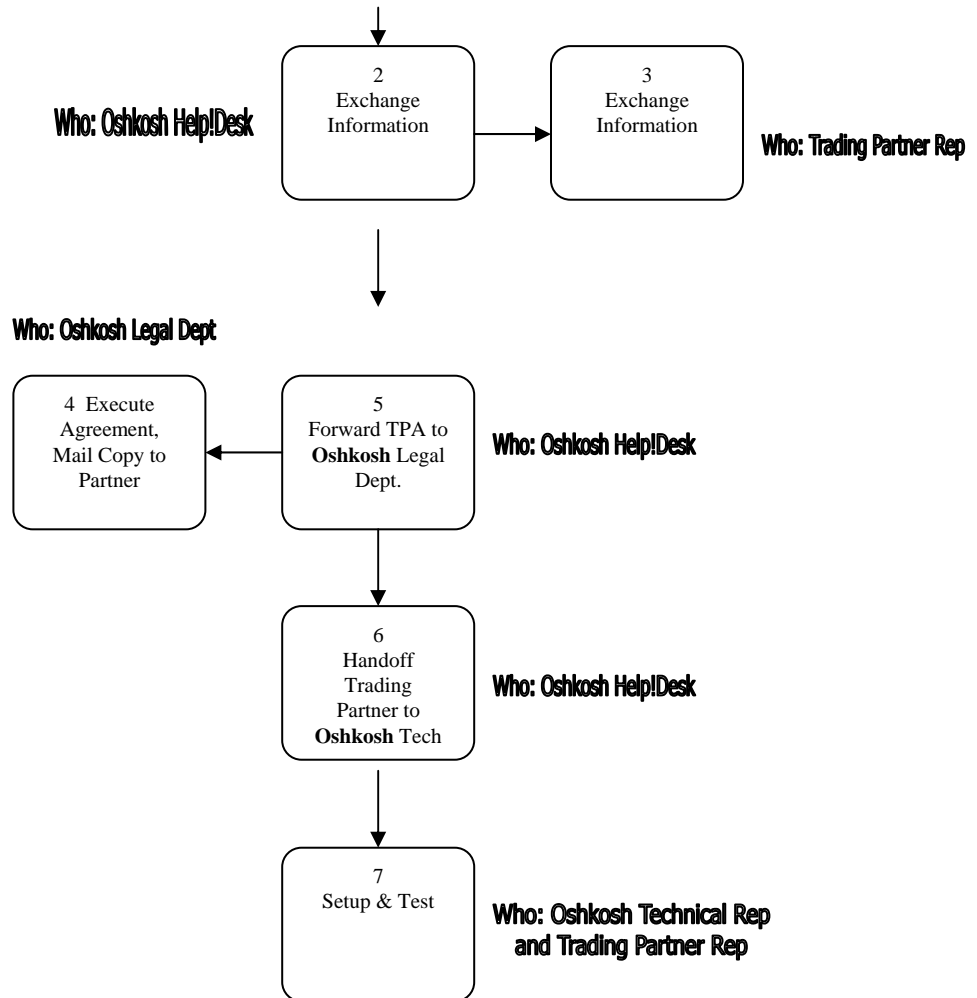 2
Exchange
Information
3
Exchange
Information
Who: Oshkosh Help!Desk
Who: Trading Partner Rep
Who: Oshkosh Legal Dept
4 Execute
Agreement,
Mail Copy to
Partner
5
Forward TPA to
Oshkosh Legal
Dept.
Who: Oshkosh Help!Desk
6
Handoff
Trading
Partner to
Oshkosh Tech
Who: Oshkosh Help!Desk
7
Setup & Test
Who: Oshkosh Technical Rep
and Trading Partner Rep